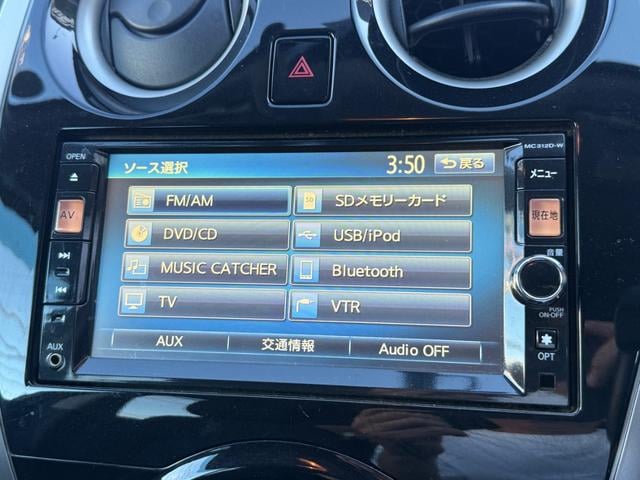 MC312D-W
OPEN
ソース選択
3:50
戻る
メニュー
AV
FM/AM
SDメモリーカード
現在地
DVD/CD
USB/iPod
音量
MUSIC CATCHER
Bluetooth
TV
VTR
PUSH
ON-OFF
AUX
AUX
交通情報
Audio OFF
OPT
SD